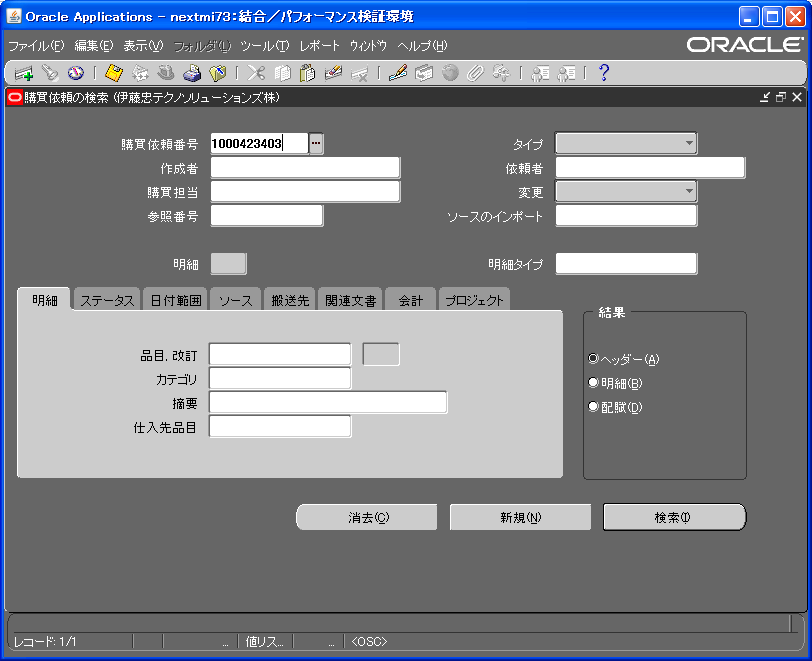 Oracle Applications - nextmi73:結合/パフォーマンス検証環境
ファイル(F) 編集(E) 表示(V) フォルダ(L) ツール(T) レポート ウィンドウ ヘルプ(H)
ORACLE
購買依頼の検索 (伊藤忠テクノソリューションズ株)
購買依頼番号 1000423403 タイプ
作成者 依頼者
購買担当 変更
参照番号 ソースのインポート
明細 明細タイプ
明細 ステータス 日付範囲 ソース 搬送先 関連文書 会計 プロジェクト
結果
品目, 改訂
ヘッダー(A)
カテゴリ
明細(B)
摘要
配賦(D)
仕入先品目
消去(C) 新規(N) 検索(I)
レコード: 1/1 ... 値リス... ... <OSC>